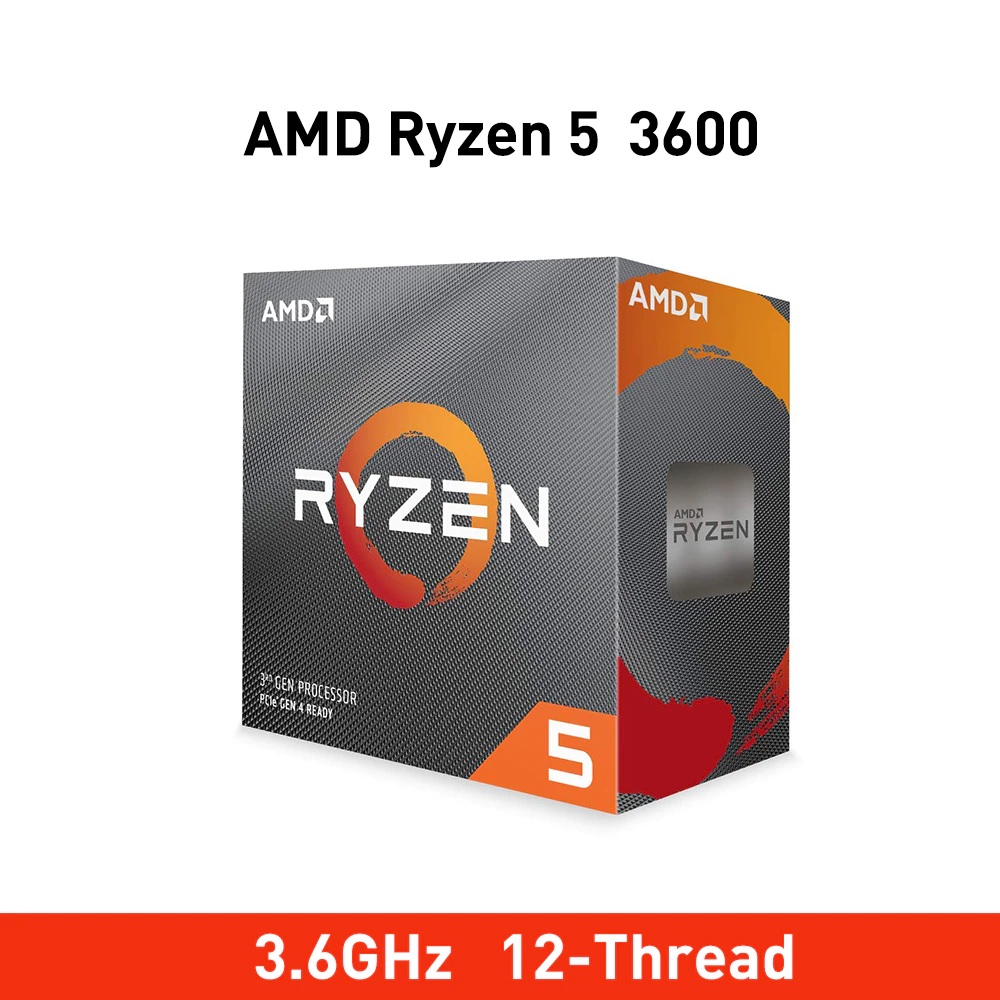 AMD Ryzen 5 3600
AMD
AMD
RYZEN
AMD
RYZEN
3RD GEN PROCESSOR
PCIe GEN 4 READY
5
3.6GHz 12-Thread